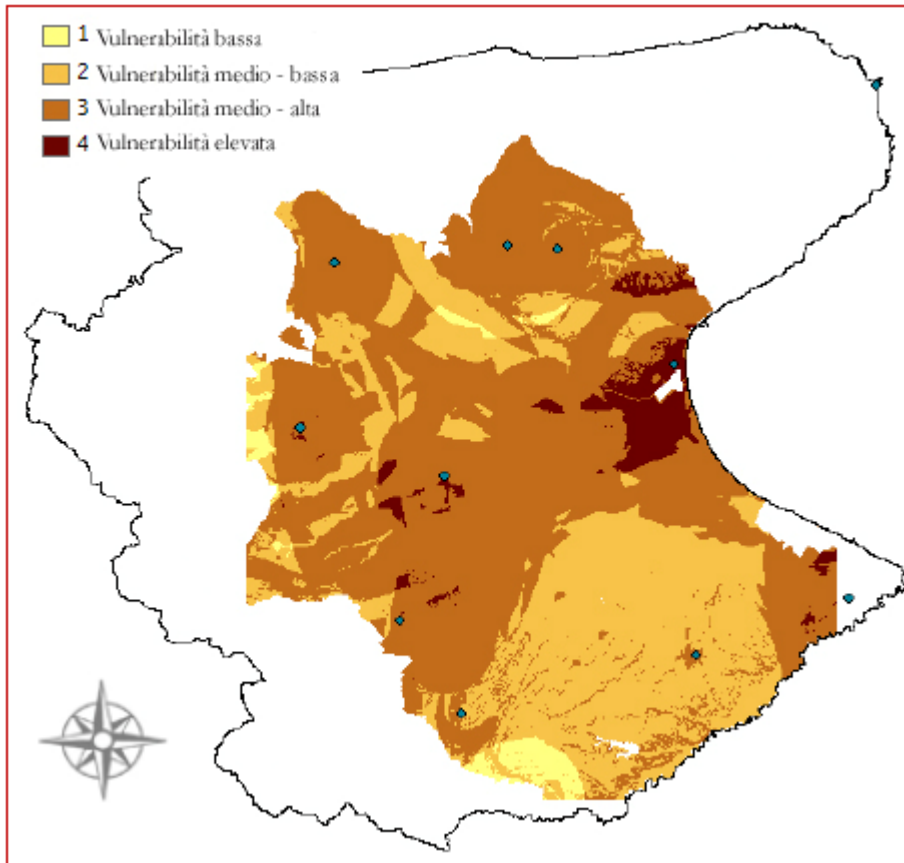 1 Vulnerabilità bassa
2 Vulnerabilità medio - bassa
3 Vulnerabilità medio - alta
4 Vulnerabilità elevata